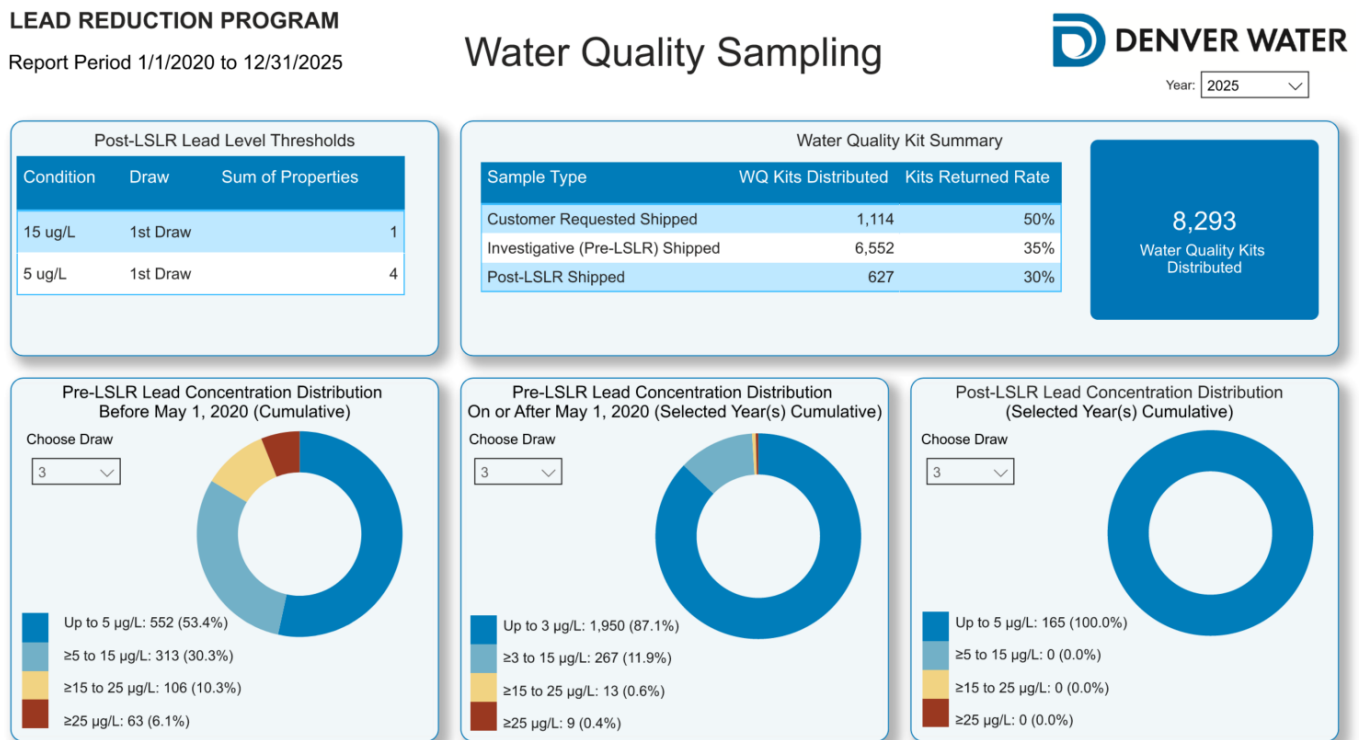 LEAD REDUCTION PROGRAM
Report Period 1/1/2020 to 12/31/2025
Water Quality Sampling
DENVER WATER
Year: 2025
Post-LSLR Lead Level Thresholds
Condition Draw Sum of Properties
15 ug/L 1st Draw 1
5 ug/L 1st Draw 4
Water Quality Kit Summary
Sample Type WQ Kits Distributed Kits Returned Rate
Customer Requested Shipped 1,114 50%
Investigative (Pre-LSLR) Shipped 6,552 35%
Post-LSLR Shipped 627 30%
8,293
Water Quality Kits
Distributed
Pre-LSLR Lead Concentration Distribution
Before May 1, 2020 (Cumulative)
Choose Draw
3
Up to 5 µg/L: 552 (53.4%)
≥5 to 15 µg/L: 313 (30.3%)
≥15 to 25 µg/L: 106 (10.3%)
≥25 µg/L: 63 (6.1%)
Pre-LSLR Lead Concentration Distribution
On or After May 1, 2020 (Selected Year(s) Cumulative)
Choose Draw
3
Up to 3 µg/L: 1,950 (87.1%)
≥3 to 15 µg/L: 267 (11.9%)
≥15 to 25 µg/L: 13 (0.6%)
≥25 µg/L: 9 (0.4%)
Post-LSLR Lead Concentration Distribution
(Selected Year(s) Cumulative)
Choose Draw
3
Up to 5 µg/L: 165 (100.0%)
≥5 to 15 µg/L: 0 (0.0%)
≥15 to 25 µg/L: 0 (0.0%)
≥25 µg/L: 0 (0.0%)